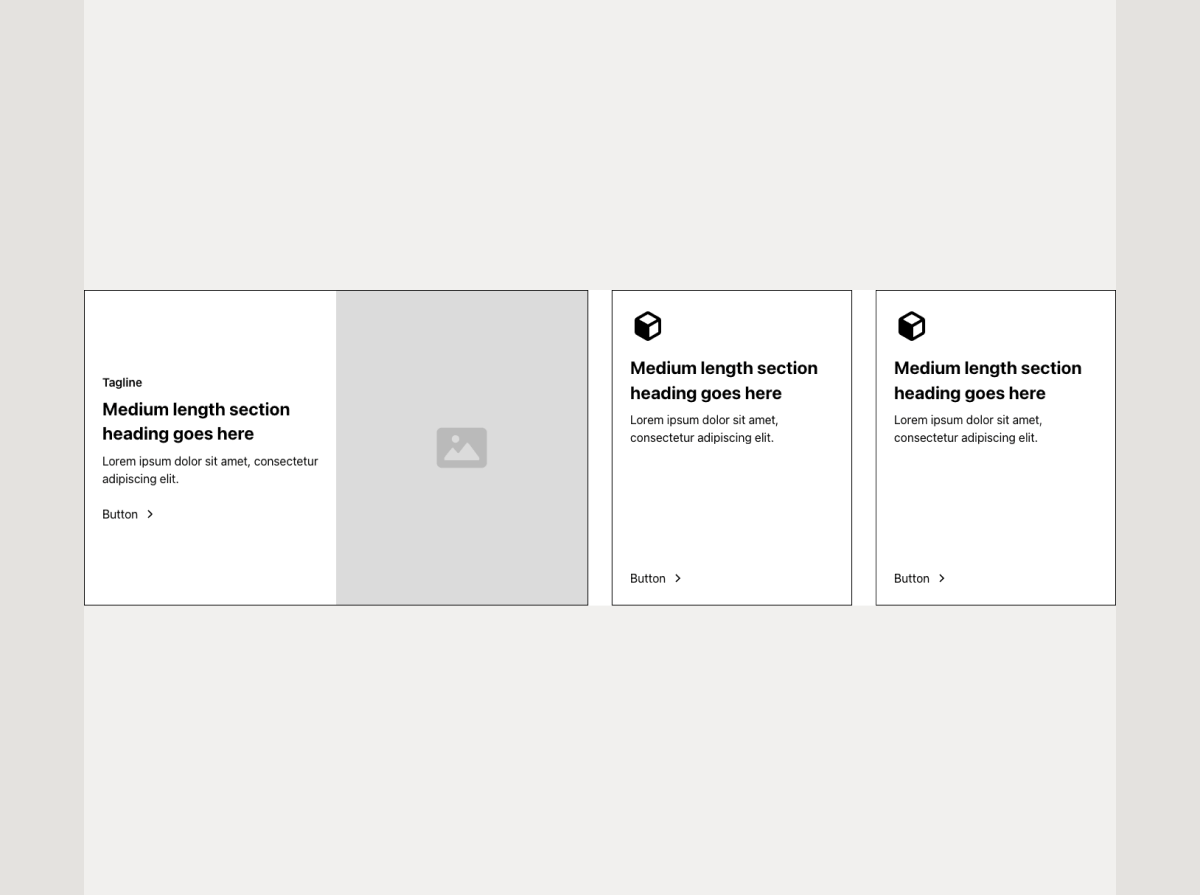 Tagline
Medium length section
heading goes here
Lorem ipsum dolor sit amet, consectetur
adipiscing elit.
Button
Medium length section
heading goes here
Lorem ipsum dolor sit amet,
consectetur adipiscing elit.
Button
Medium length section
heading goes here
Lorem ipsum dolor sit amet,
consectetur adipiscing elit.
Button